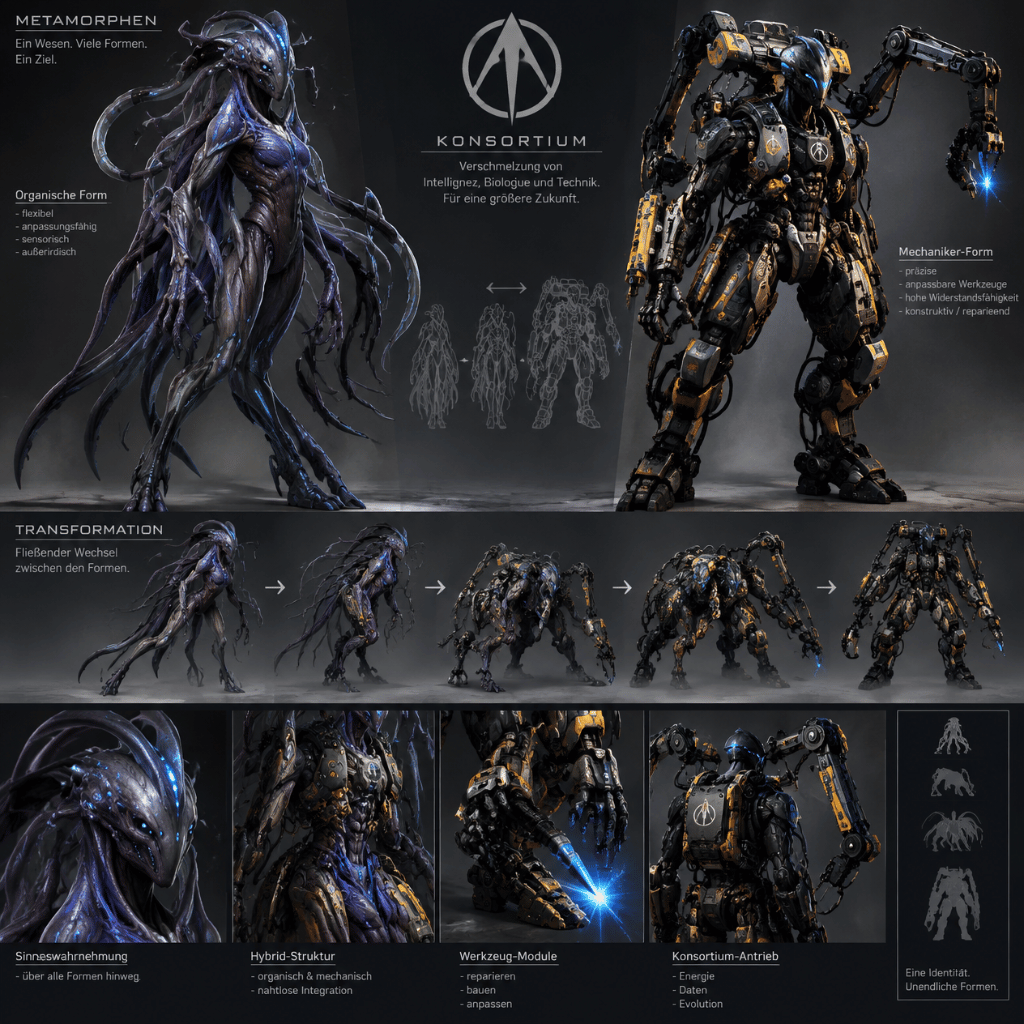 METAMORPHEN
Ein Wesen. Viele Formen.
Ein Ziel.
Organische Form
- flexibel
- anpassungsfähig
- sensorisch
- außerirdisch
KONSORTIUM
Verschmelzung von
Intelligenz, Biologue und Technik.
Für eine größere Zukunft.
Mechaniker-Form
- präzise
- anpassbare Werkzeuge
- hohe Widerstandsfähigkeit
- konstruktiv / reparieend
TRANSFORMATION
Fließender Wechsel
zwischen den Formen.
Sinneswahrnehmung
- über alle Formen hinweg
Hybrid-Struktur
- organisch & mechanisch
- nahtlose Integration
Werkzeug-Module
- reparieren
- bauen
- anpassen
Konsortium-Antrieb
- Energie
- Daten
- Evolution
Eine Identität.
Unendliche Formen.